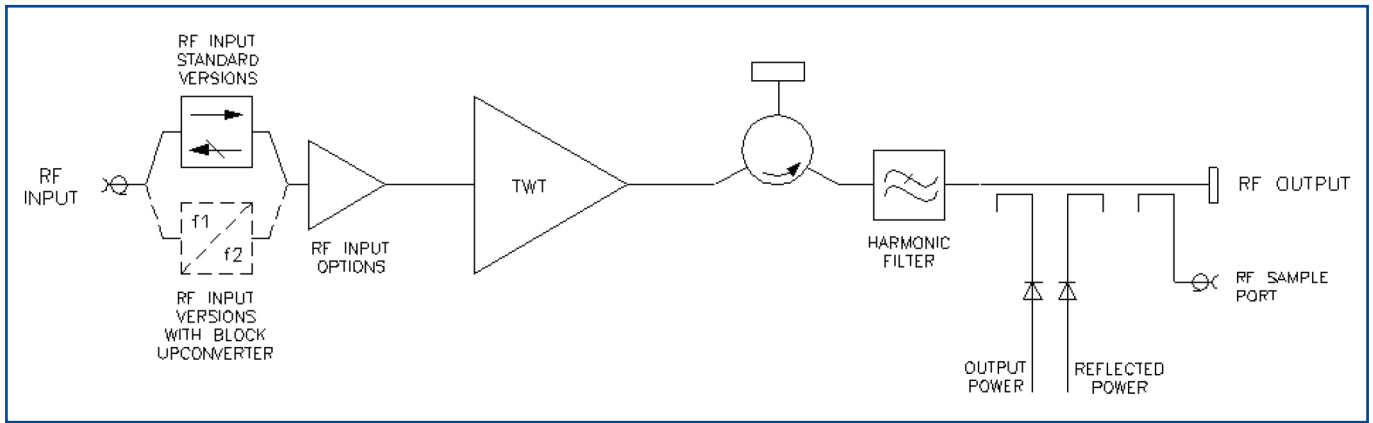 RF INPUT
STANDARD
VERSIONS
RF
INPUT
f1
f2
RF INPUT
VERSIONS
WITH BLOCK
UPCONVERTER
RF INPUT
OPTIONS
TWT
HARMONIC
FILTER
RF OUTPUT
RF SAMPLE
PORT
OUTPUT
POWER
REFLECTED
POWER